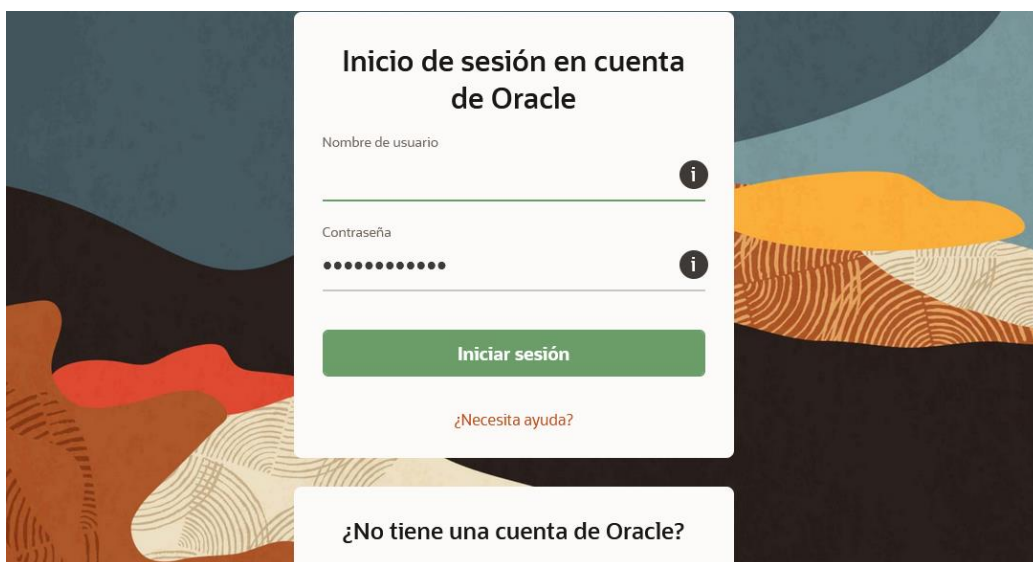 Inicio de sesión en cuenta
de Oracle
Nombre de usuario
i
Contraseña
••••••••••••
i
Iniciar sesión
¿Necesita ayuda?
¿No tiene una cuenta de Oracle?